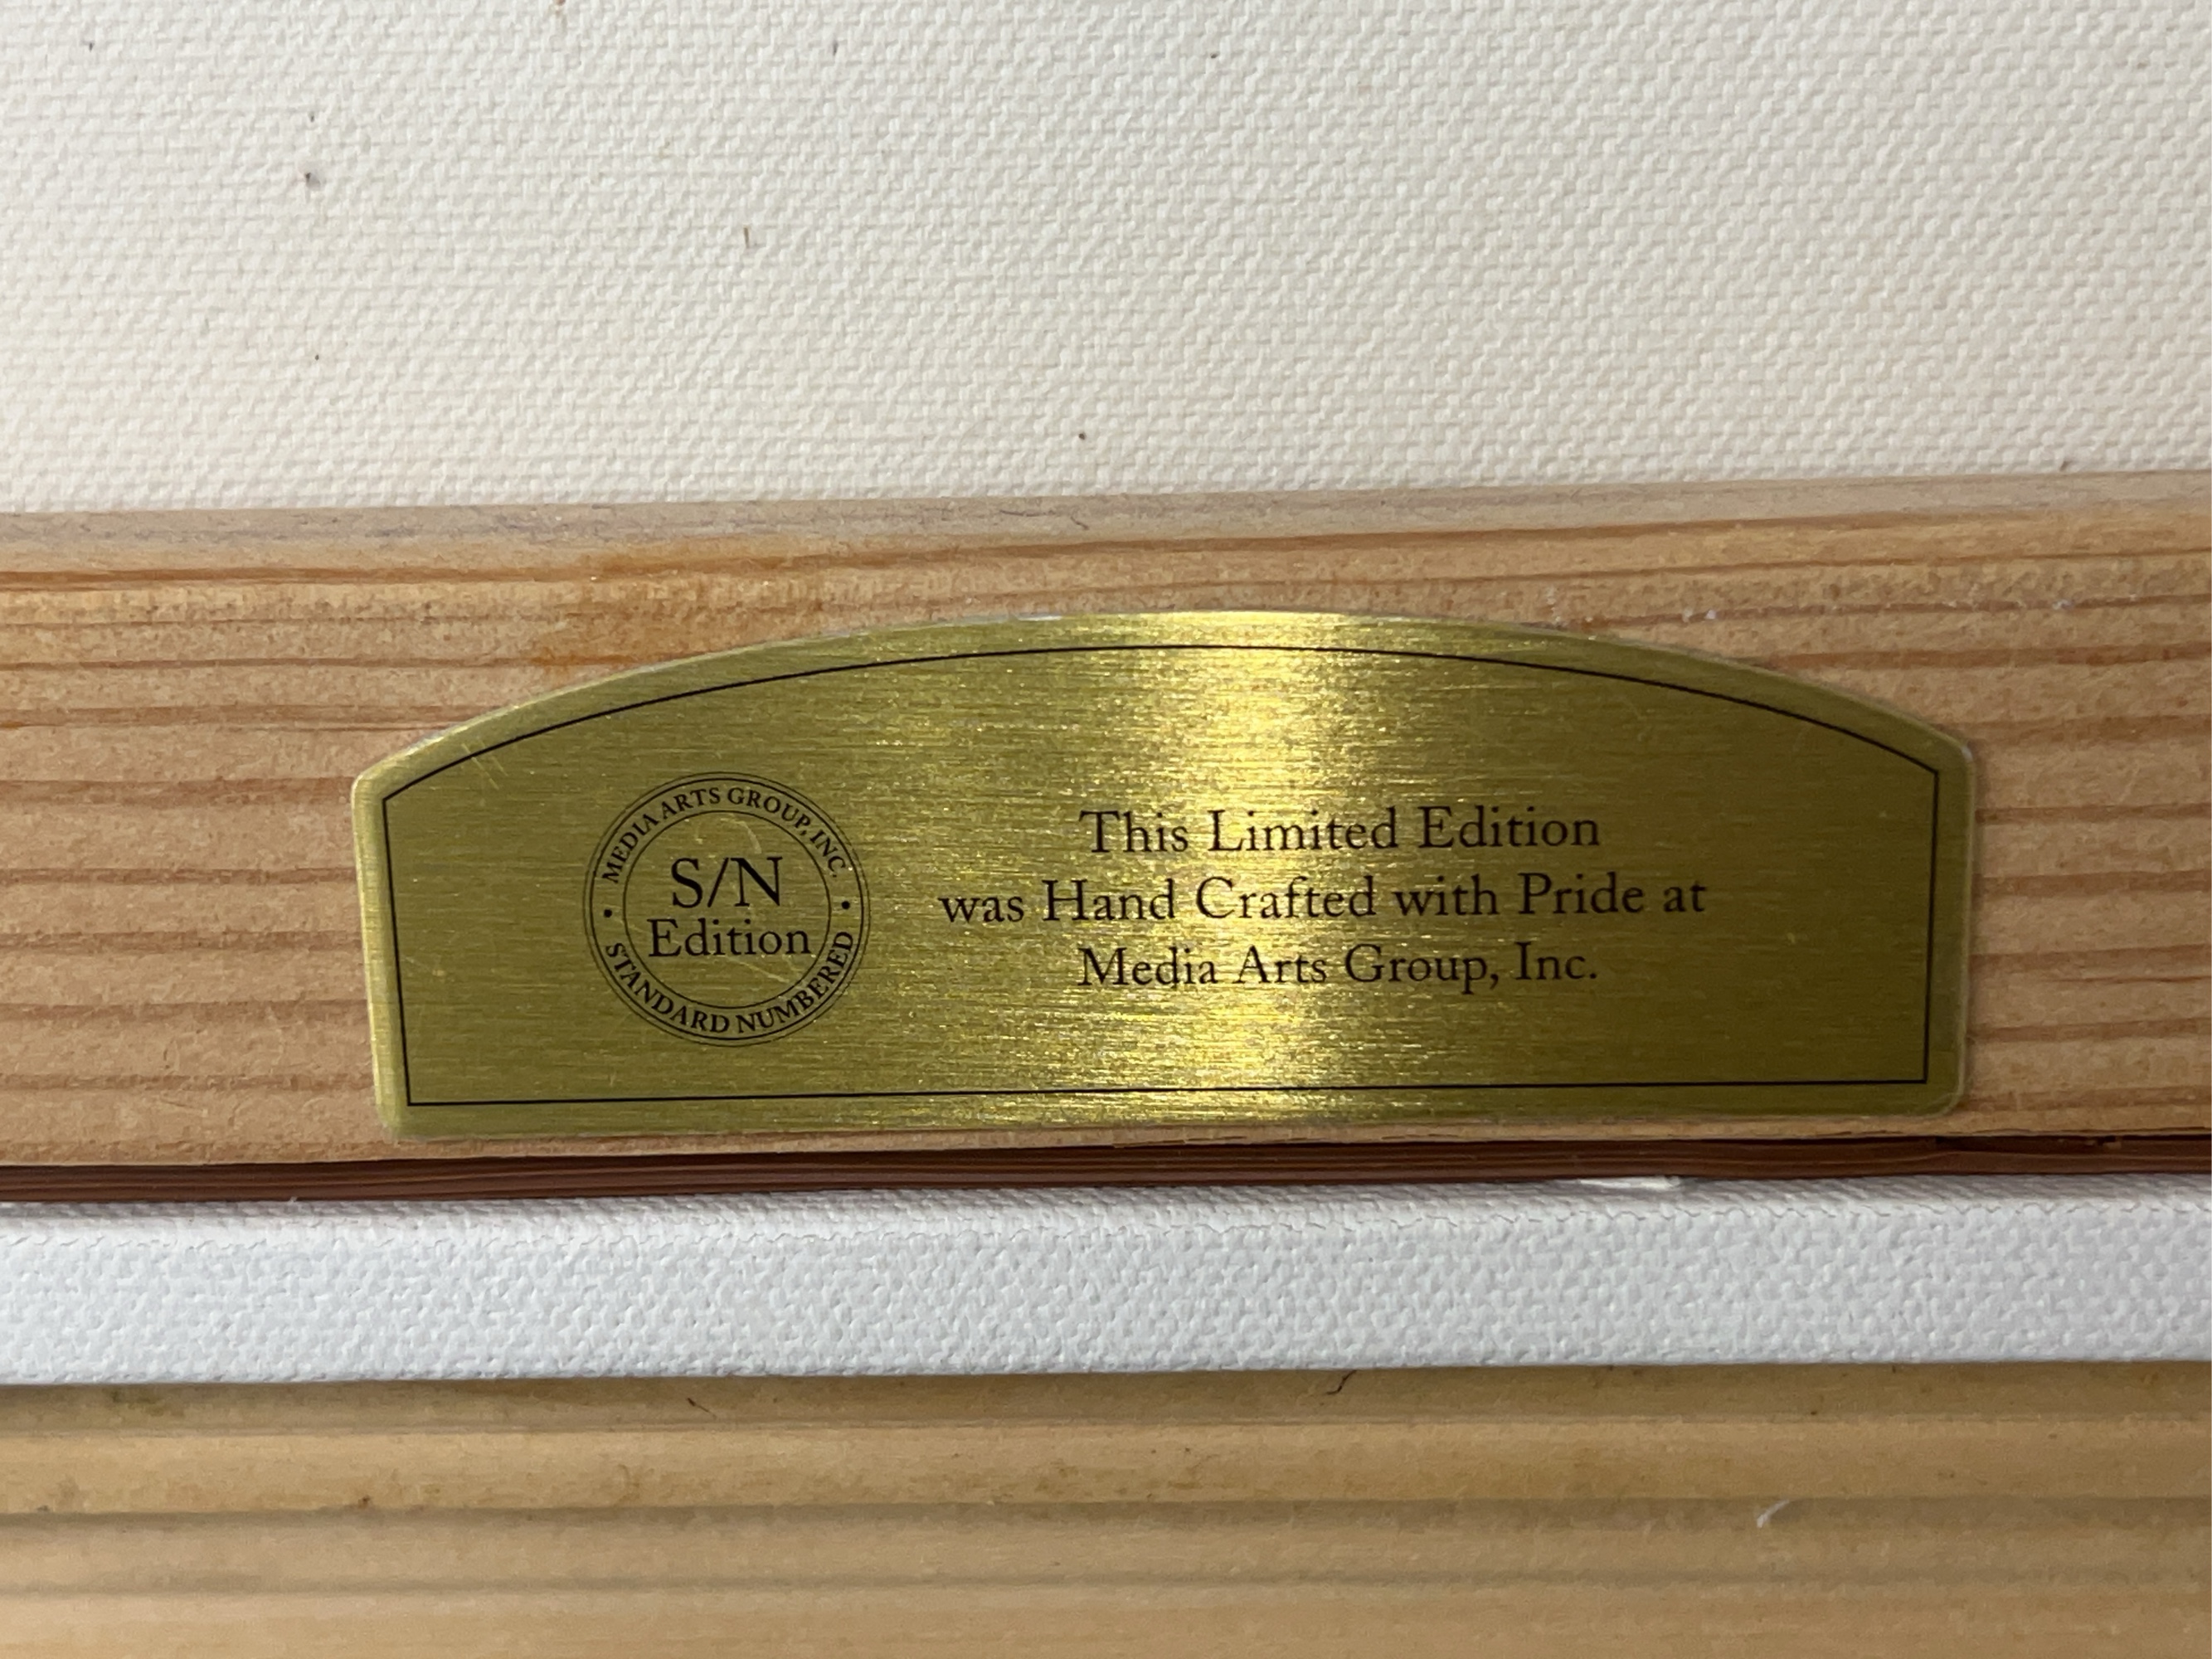 MEDIA ARTS GROUP, INC.
S/N
Edition
STANDARD NUMBERED
This Limited Edition
was Hand Crafted with Pride at
Media Arts Group, Inc.